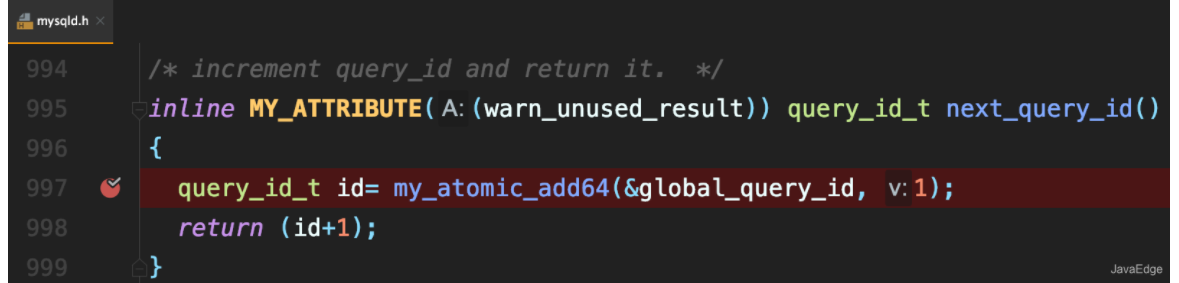 mysqld.h
994 /* increment query_id and return it.  */
995 inline MY_ATTRIBUTE( A: (warn_unused_result)) query_id_t next_query_id()
996 {
997 query_id_t id= my_atomic_add64(&global_query_id, v: 1);
998 return (id+1);
999 }
JavaEdge